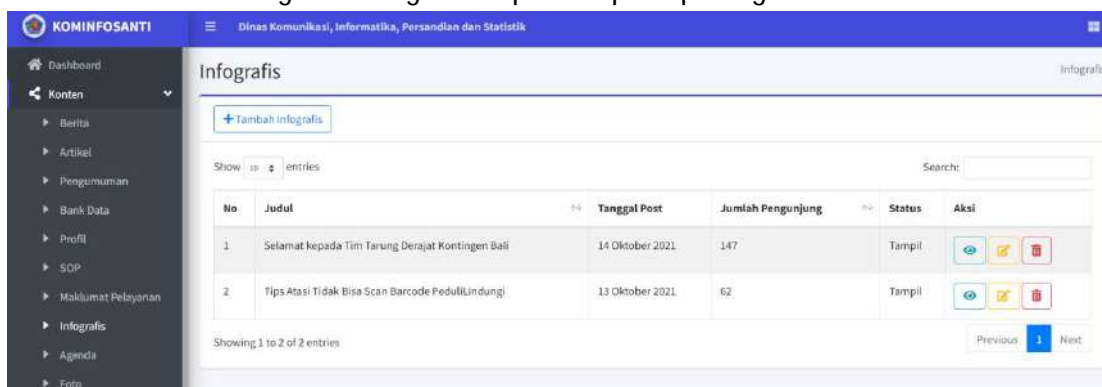 KOMINFOSANTI
Dinas Komunikasi, Informatika, Persandian dan Statistik
Dashboard
Konten
Berita
Artikel
Pengumuman
Bank Data
Profil
SOP
Maklumat Pelayanan
Infografis
Agenda
Foto
Infografis
Infografis
+ Tambah Infografis
Show 10 entries
Search:
No Judul Tanggal Post Jumlah Pengunjung Status Aksi
1 Selamat kepada Tim Tarung Derajat Kontingen Bali 14 Oktober 2021 147 Tampil
2 Tips Atasi Tidak Bisa Scan Barcode PeduliLindungi 13 Oktober 2021 62 Tampil
Showing 1 to 2 of 2 entries
Previous 1 Next